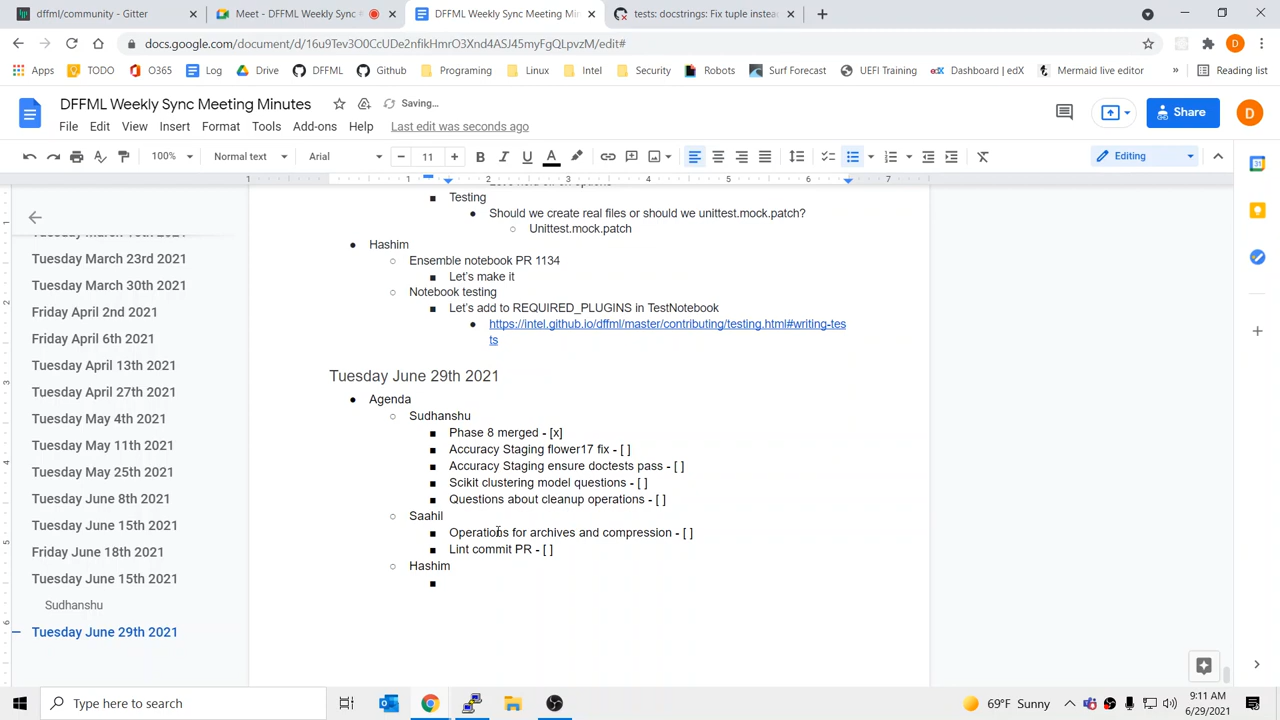 dffml/community - Gitter
Meet - DFFML Weekly Sync
DFFML Weekly Sync Meeting Min
tests: docstrings: Fix tuple instea
docs.google.com/document/d/16u9Tev3O0CcUDe2nfikHmrO3Xnd4ASJ45myFgQLpvzM/edit#
Apps
TODO
O365
Log
Drive
DFFML
Github
Programing
Linux
Intel
Security
Robots
Surf Forecast
UEFI Training
Dashboard | edX
Mermaid live editor
»
Reading list
DFFML Weekly Sync Meeting Minutes
Saving…
File Edit View Insert Format Tools Add-ons Help Last edit was seconds ago
Share
D
100% Normal text Arial 11 B I U A
Editing
1 1 2 3 4 5 6 7
Tuesday March 23rd 2021
Tuesday March 30th 2021
Friday April 2nd 2021
Friday April 6th 2021
Tuesday April 13th 2021
Tuesday April 27th 2021
Tuesday May 4th 2021
Tuesday May 11th 2021
Tuesday May 25th 2021
Tuesday June 8th 2021
Tuesday June 15th 2021
Friday June 18th 2021
Tuesday June 15th 2021
Sudhanshu
Tuesday June 29th 2021
Testing
Should we create real files or should we unittest.mock.patch?
Unittest.mock.patch
Hashim
Ensemble notebook PR 1134
Let's make it
Notebook testing
Let's add to REQUIRED_PLUGINS in TestNotebook
https://intel.github.io/dffml/master/contributing/testing.html#writing-tes
ts
Tuesday June 29th 2021
Agenda
Sudhanshu
Phase 8 merged - [x]
Accuracy Staging flower17 fix - [ ]
Accuracy Staging ensure doctests pass - [ ]
Scikit clustering model questions - [ ]
Questions about cleanup operations - [ ]
Saahil
Operations for archives and compression - [ ]
Lint commit PR - [ ]
Hashim
Type here to search
69°F Sunny
9:11 AM
6/29/2021